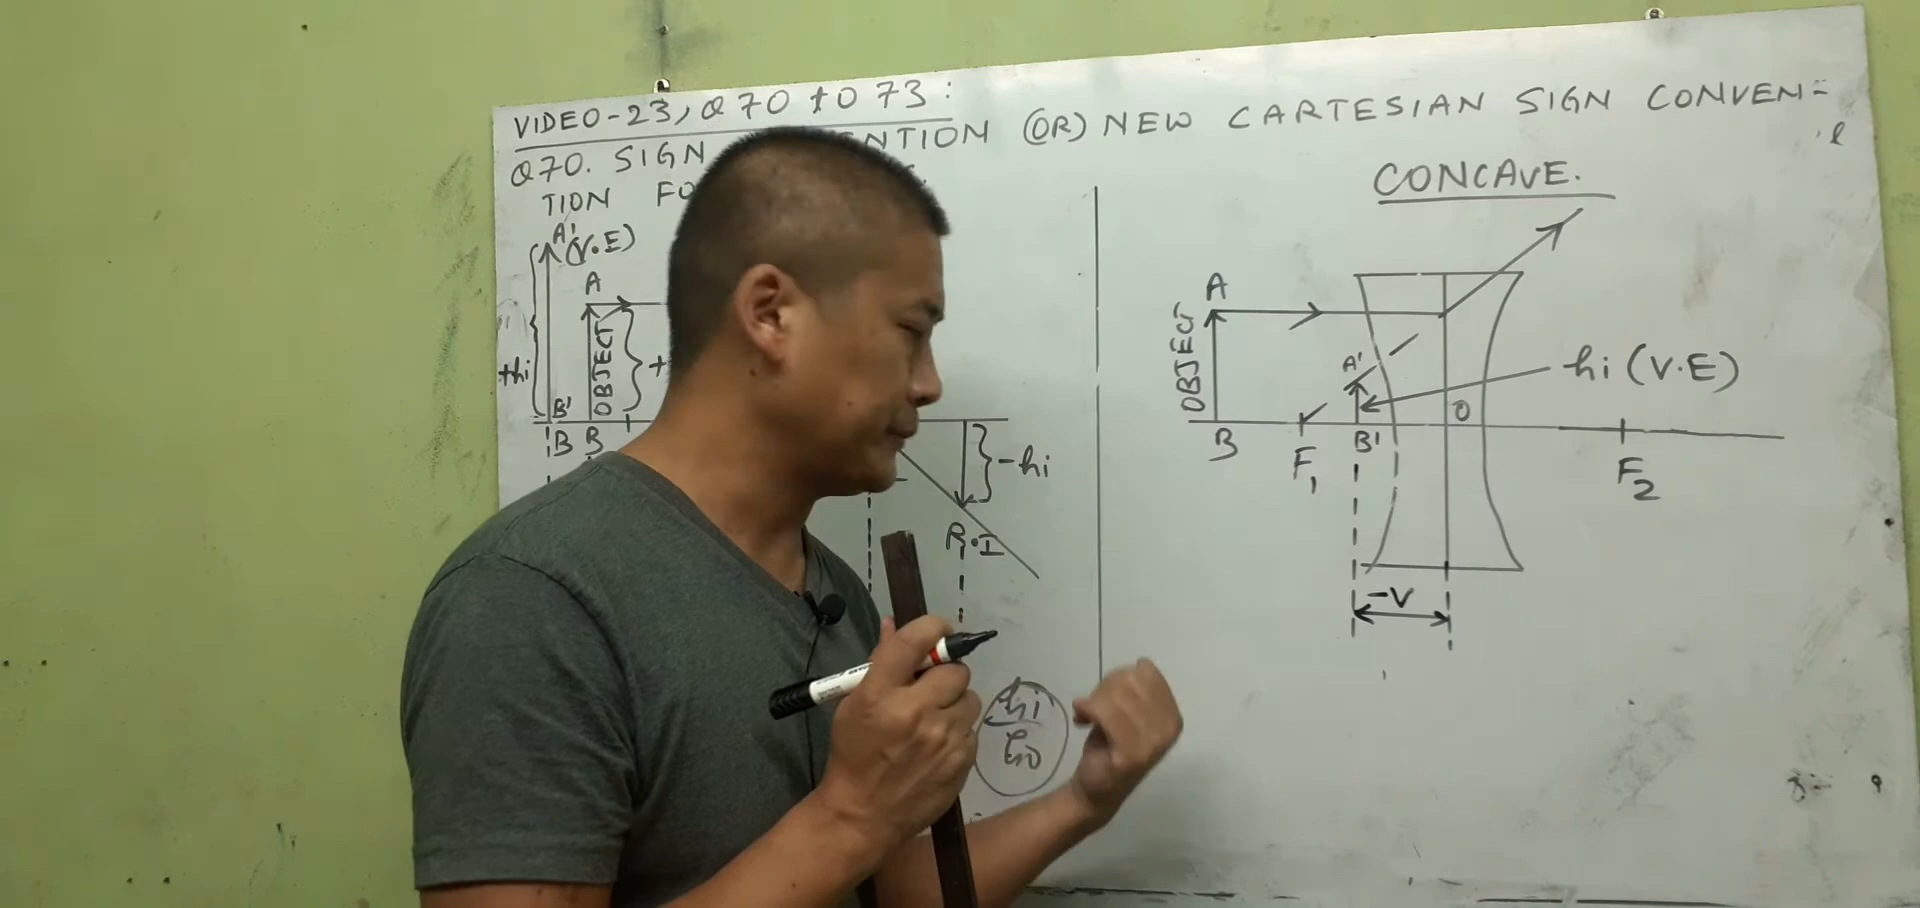 VIDEO-23, Q70 to 73:
Q70. SIGN NTION (OR) NEW CARTESIAN SIGN CONVEN-
TION FO
A' (V.E)
A
OBJECT
+
+hi
B'
B B
-hi
R.I
hi
ho
CONCAVE.
A
OBJECT
A'
hi (V.E)
O
B
F1
B'
F2
-V